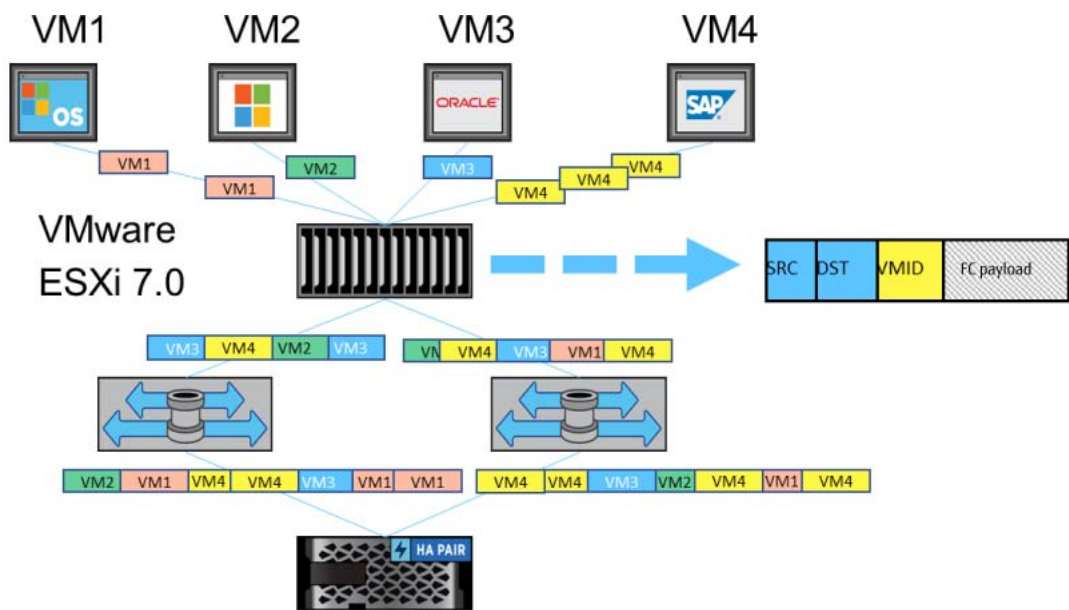 VM1 VM2 VM3 VM4
OS
ORACLE
SAP
VM1 VM2 VM3 VM4
VM1 VM4 VM4
VMware
ESXi 7.0
SRC DST VMID FC payload
VM3 VM4 VM2 VM3
VM4 VM3 VM1 VM4
VM2 VM1 VM4 VM4 VM3 VM1 VM1
VM4 VM4 VM3 VM2 VM4 VM1 VM4
HA PAIR